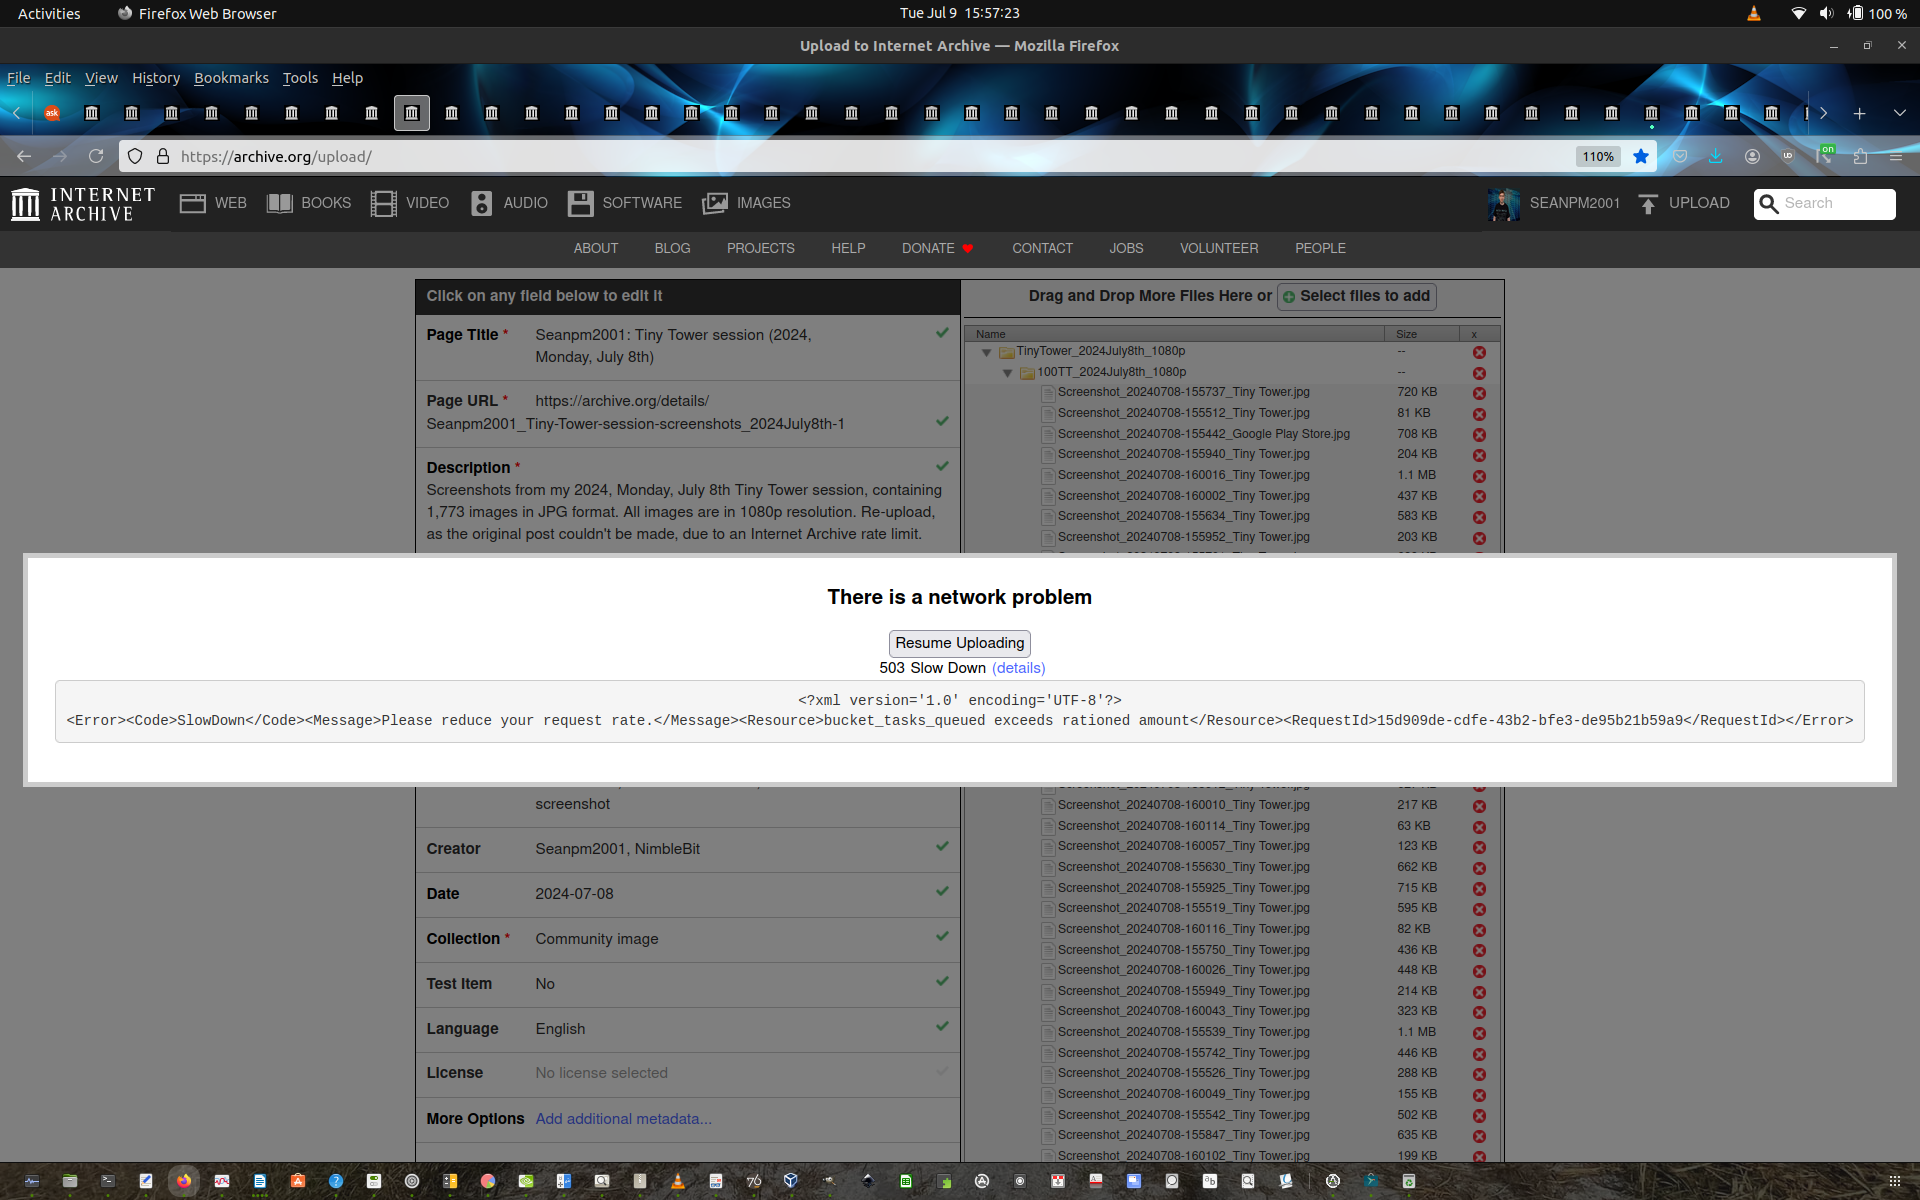 Activities
Firefox Web Browser
Tue Jul 9 15:57:23
100 %
Upload to Internet Archive — Mozilla Firefox
File Edit View History Bookmarks Tools Help
ask
https://archive.org/upload/
110%
on
INTERNET ARCHIVE
WEB BOOKS VIDEO AUDIO SOFTWARE IMAGES
SEANPM2001 UPLOAD Search
ABOUT BLOG PROJECTS HELP DONATE CONTACT JOBS VOLUNTEER PEOPLE
Click on any field below to edit it
Page Title * Seanpm2001: Tiny Tower session (2024,
Monday, July 8th)
Page URL * https://archive.org/details/
Seanpm2001_Tiny-Tower-session-screenshots_2024July8th-1
Description *
Screenshots from my 2024, Monday, July 8th Tiny Tower session, containing
1,773 images in JPG format. All images are in 1080p resolution. Re-upload,
as the original post couldn't be made, due to an Internet Archive rate limit.
Drag and Drop More Files Here or Select files to add
Name Size x
TinyTower_2024July8th_1080p --
100TT_2024July8th_1080p --
Screenshot_20240708-155737_Tiny Tower.jpg 720 KB
Screenshot_20240708-155512_Tiny Tower.jpg 81 KB
Screenshot_20240708-155442_Google Play Store.jpg 708 KB
Screenshot_20240708-155940_Tiny Tower.jpg 204 KB
Screenshot_20240708-160016_Tiny Tower.jpg 1.1 MB
Screenshot_20240708-160002_Tiny Tower.jpg 437 KB
Screenshot_20240708-155634_Tiny Tower.jpg 583 KB
Screenshot_20240708-155952_Tiny Tower.jpg 203 KB
There is a network problem
Resume Uploading
503 Slow Down (details)
<?xml version='1.0' encoding='UTF-8'?>
<Error><Code>SlowDown</Code><Message>Please reduce your request rate.</Message><Resource>bucket_tasks_queued exceeds rationed amount</Resource><RequestId>15d909de-cdfe-43b2-bfe3-de95b21b59a9</RequestId></Error>
screenshot
Creator Seanpm2001, NimbleBit
Date 2024-07-08
Collection * Community image
Test Item No
Language English
License No license selected
More Options Add additional metadata...
Screenshot_20240708-160010_Tiny Tower.jpg 217 KB
Screenshot_20240708-160114_Tiny Tower.jpg 63 KB
Screenshot_20240708-160057_Tiny Tower.jpg 123 KB
Screenshot_20240708-155630_Tiny Tower.jpg 662 KB
Screenshot_20240708-155925_Tiny Tower.jpg 715 KB
Screenshot_20240708-155519_Tiny Tower.jpg 595 KB
Screenshot_20240708-160116_Tiny Tower.jpg 82 KB
Screenshot_20240708-155750_Tiny Tower.jpg 436 KB
Screenshot_20240708-160026_Tiny Tower.jpg 448 KB
Screenshot_20240708-155949_Tiny Tower.jpg 214 KB
Screenshot_20240708-160043_Tiny Tower.jpg 323 KB
Screenshot_20240708-155539_Tiny Tower.jpg 1.1 MB
Screenshot_20240708-155742_Tiny Tower.jpg 446 KB
Screenshot_20240708-155526_Tiny Tower.jpg 288 KB
Screenshot_20240708-160049_Tiny Tower.jpg 155 KB
Screenshot_20240708-155542_Tiny Tower.jpg 502 KB
Screenshot_20240708-155847_Tiny Tower.jpg 635 KB
Screenshot_20240708-160102_Tiny Tower.jpg 199 KB